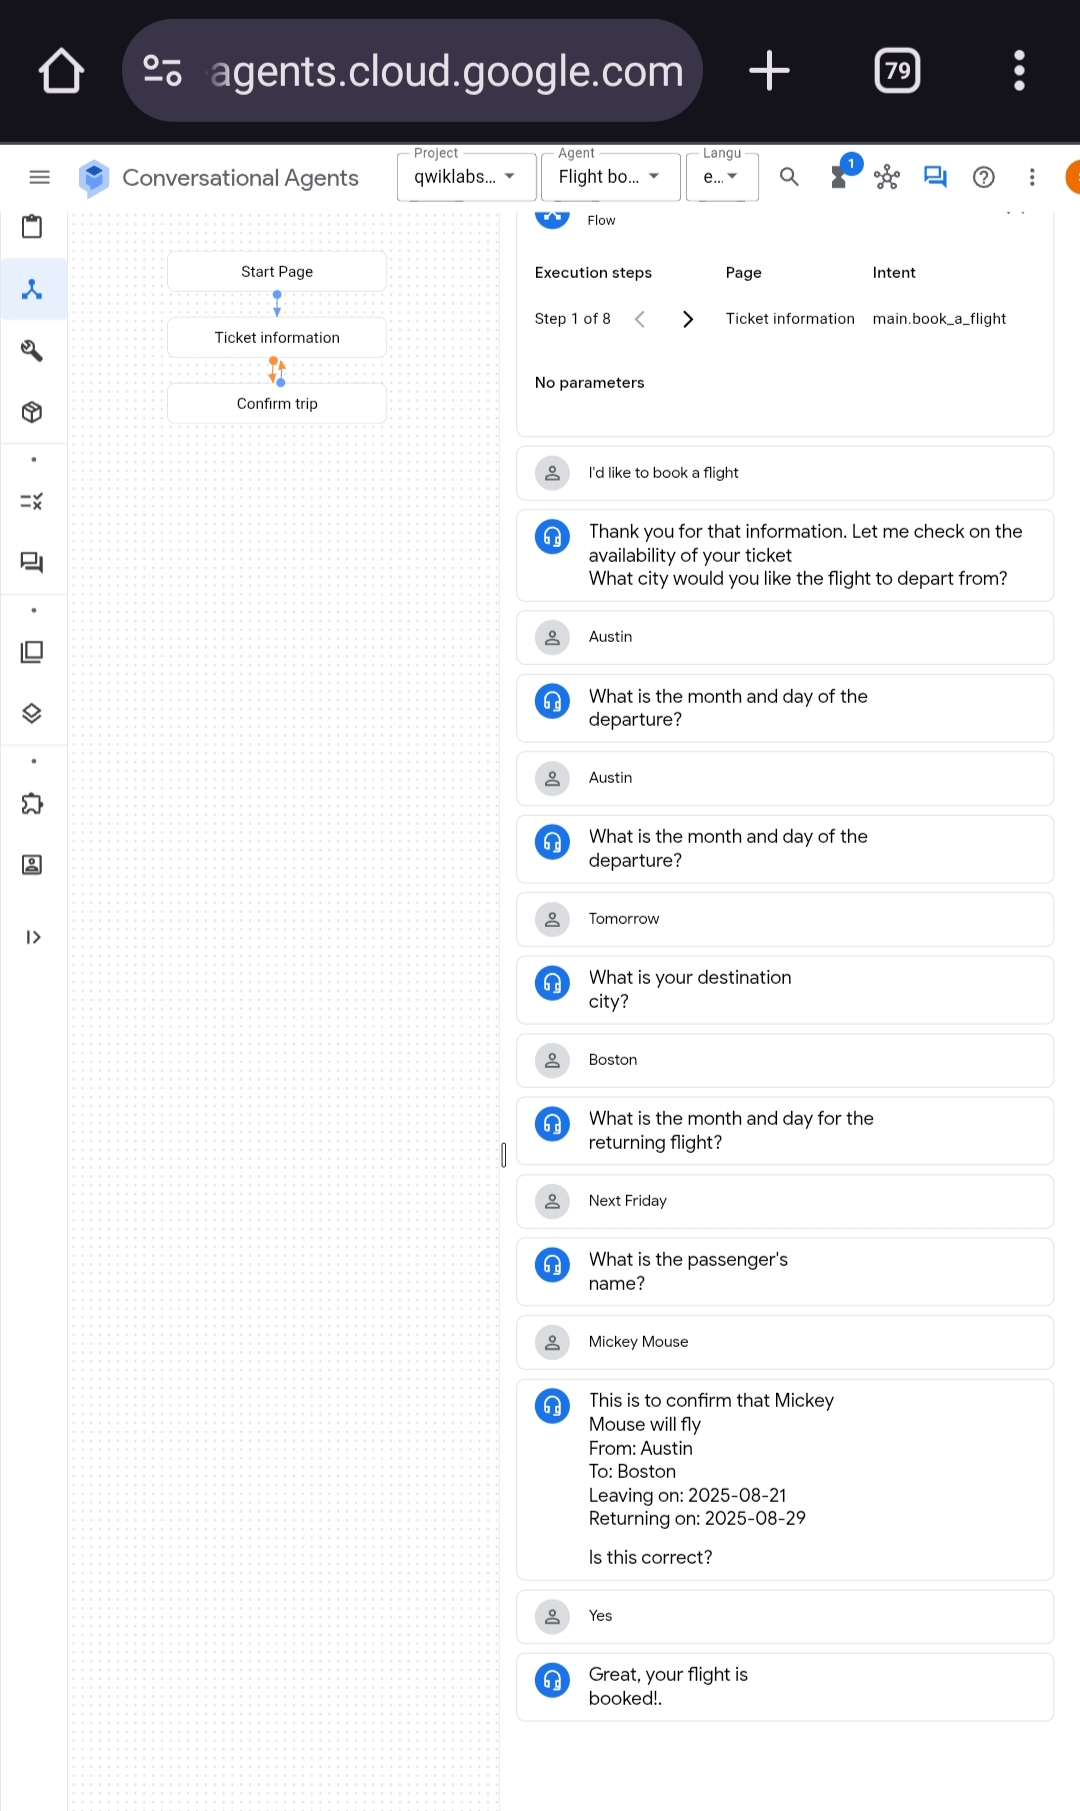 agents.cloud.google.com
79
Conversational Agents
Project
qwiklabs...
Agent
Flight bo...
Langu
e...
1
Flow
Start Page
Ticket information
Confirm trip
Execution steps
Page
Intent
Step 1 of 8
Ticket information
main.book_a_flight
No parameters
I'd like to book a flight
Thank you for that information. Let me check on the
availability of your ticket
What city would you like the flight to depart from?
Austin
What is the month and day of the
departure?
Austin
What is the month and day of the
departure?
Tomorrow
What is your destination
city?
Boston
What is the month and day for the
returning flight?
Next Friday
What is the passenger's
name?
Mickey Mouse
This is to confirm that Mickey
Mouse will fly
From: Austin
To: Boston
Leaving on: 2025-08-21
Returning on: 2025-08-29
Is this correct?
Yes
Great, your flight is
booked!.